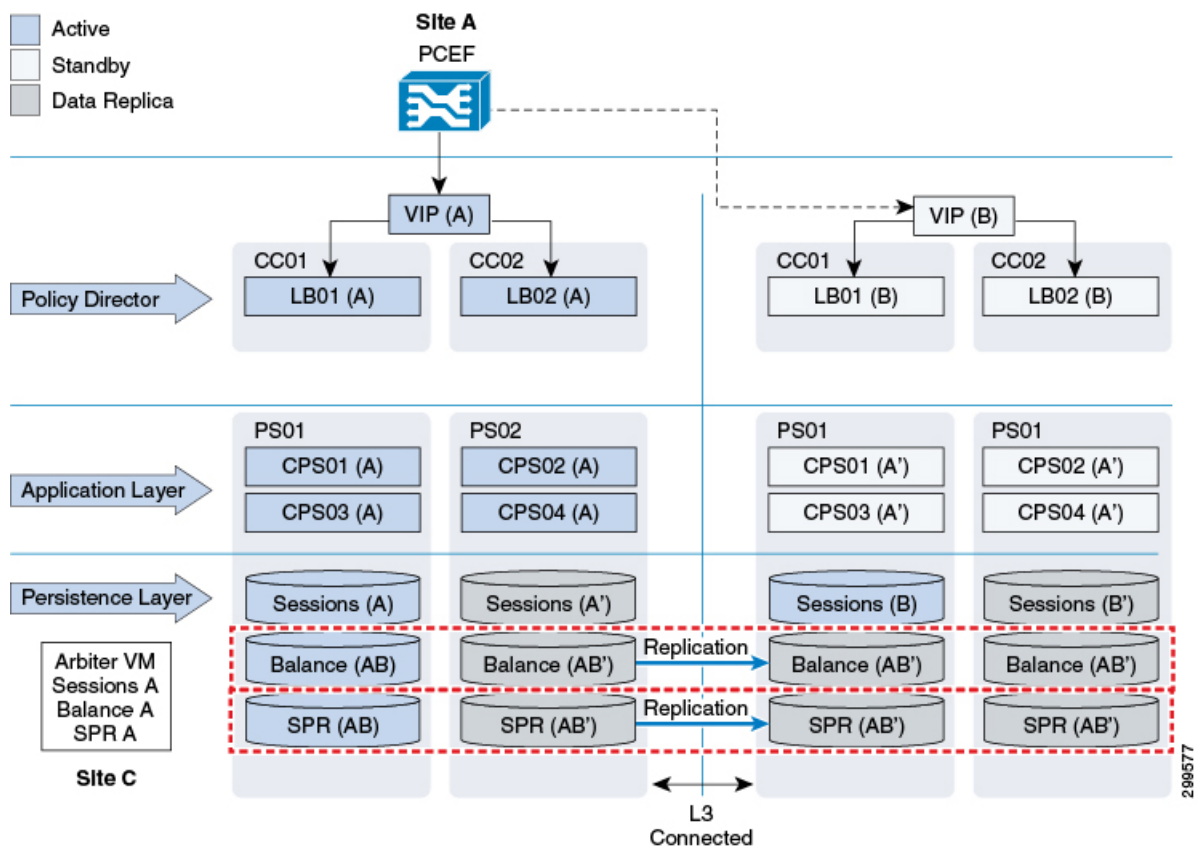 Active
Standby
Data Replica
Site A
PCEF
VIP (A)
VIP (B)
Policy Director
CC01
LB01 (A)
CC02
LB02 (A)
CC01
LB01 (B)
CC02
LB02 (B)
Application Layer
PS01
CPS01 (A)
CPS03 (A)
PS02
CPS02 (A)
CPS04 (A)
PS01
CPS01 (A')
CPS03 (A')
PS01
CPS02 (A')
CPS04 (A')
Persistence Layer
Sessions (A)
Sessions (A')
Sessions (B)
Sessions (B')
Balance (AB)
Balance (AB')
Replication
Balance (AB')
Balance (AB')
SPR (AB)
SPR (AB')
Replication
SPR (AB')
SPR (AB')
Arbiter VM
Sessions A
Balance A
SPR A
Site C
L3
Connected
299577